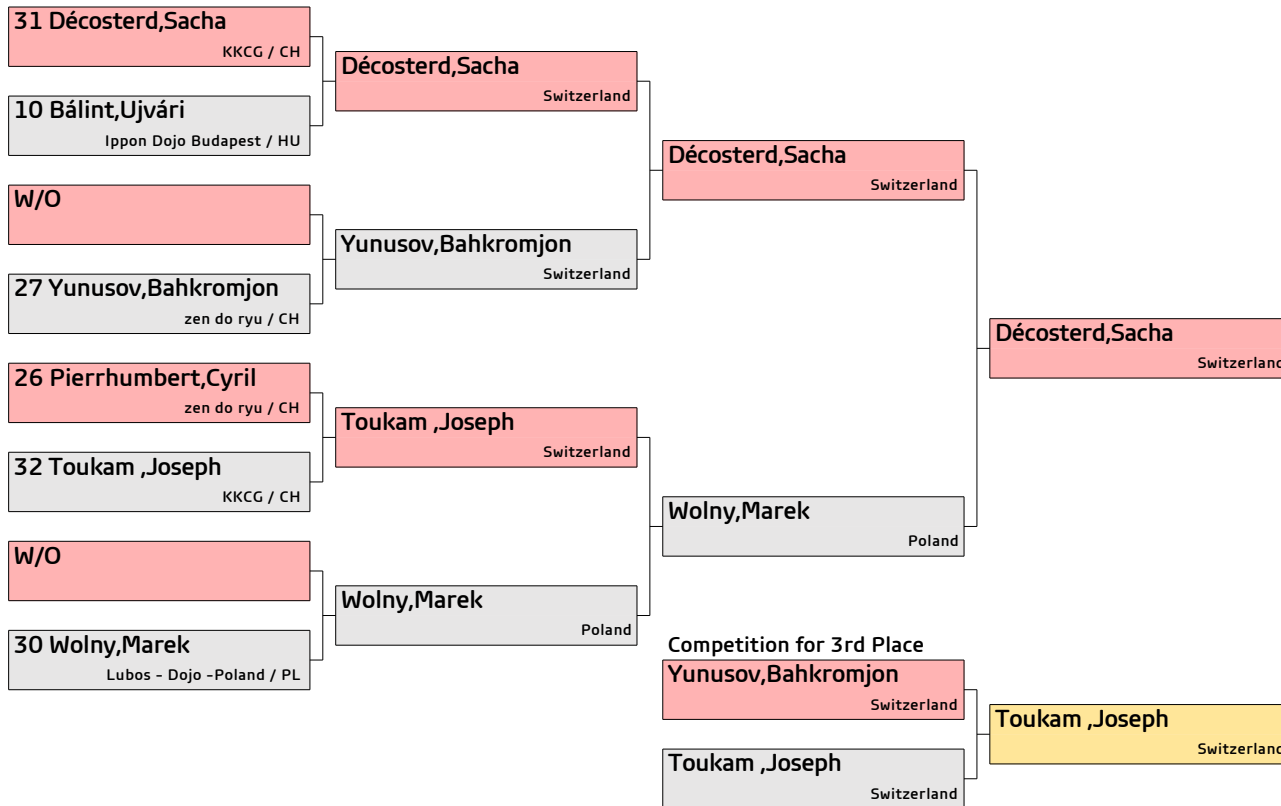 31 Décosterd,Sacha
KKCG / CH
10 Bálint,Ujvári
Ippon Dojo Budapest / HU
W/O
27 Yunusov,Bahkromjon
zen do ryu / CH
26 Pierrhumbert,Cyril
zen do ryu / CH
32 Toukam ,Joseph
KKCG / CH
W/O
30 Wolny,Marek
Lubos - Dojo -Poland / PL
Décosterd,Sacha
Switzerland
Yunusov,Bahkromjon
Switzerland
Toukam ,Joseph
Switzerland
Wolny,Marek
Poland
Décosterd,Sacha
Switzerland
Wolny,Marek
Poland
Décosterd,Sacha
Switzerland
Competition for 3rd Place
Yunusov,Bahkromjon
Switzerland
Toukam ,Joseph
Switzerland
Toukam ,Joseph
Switzerland